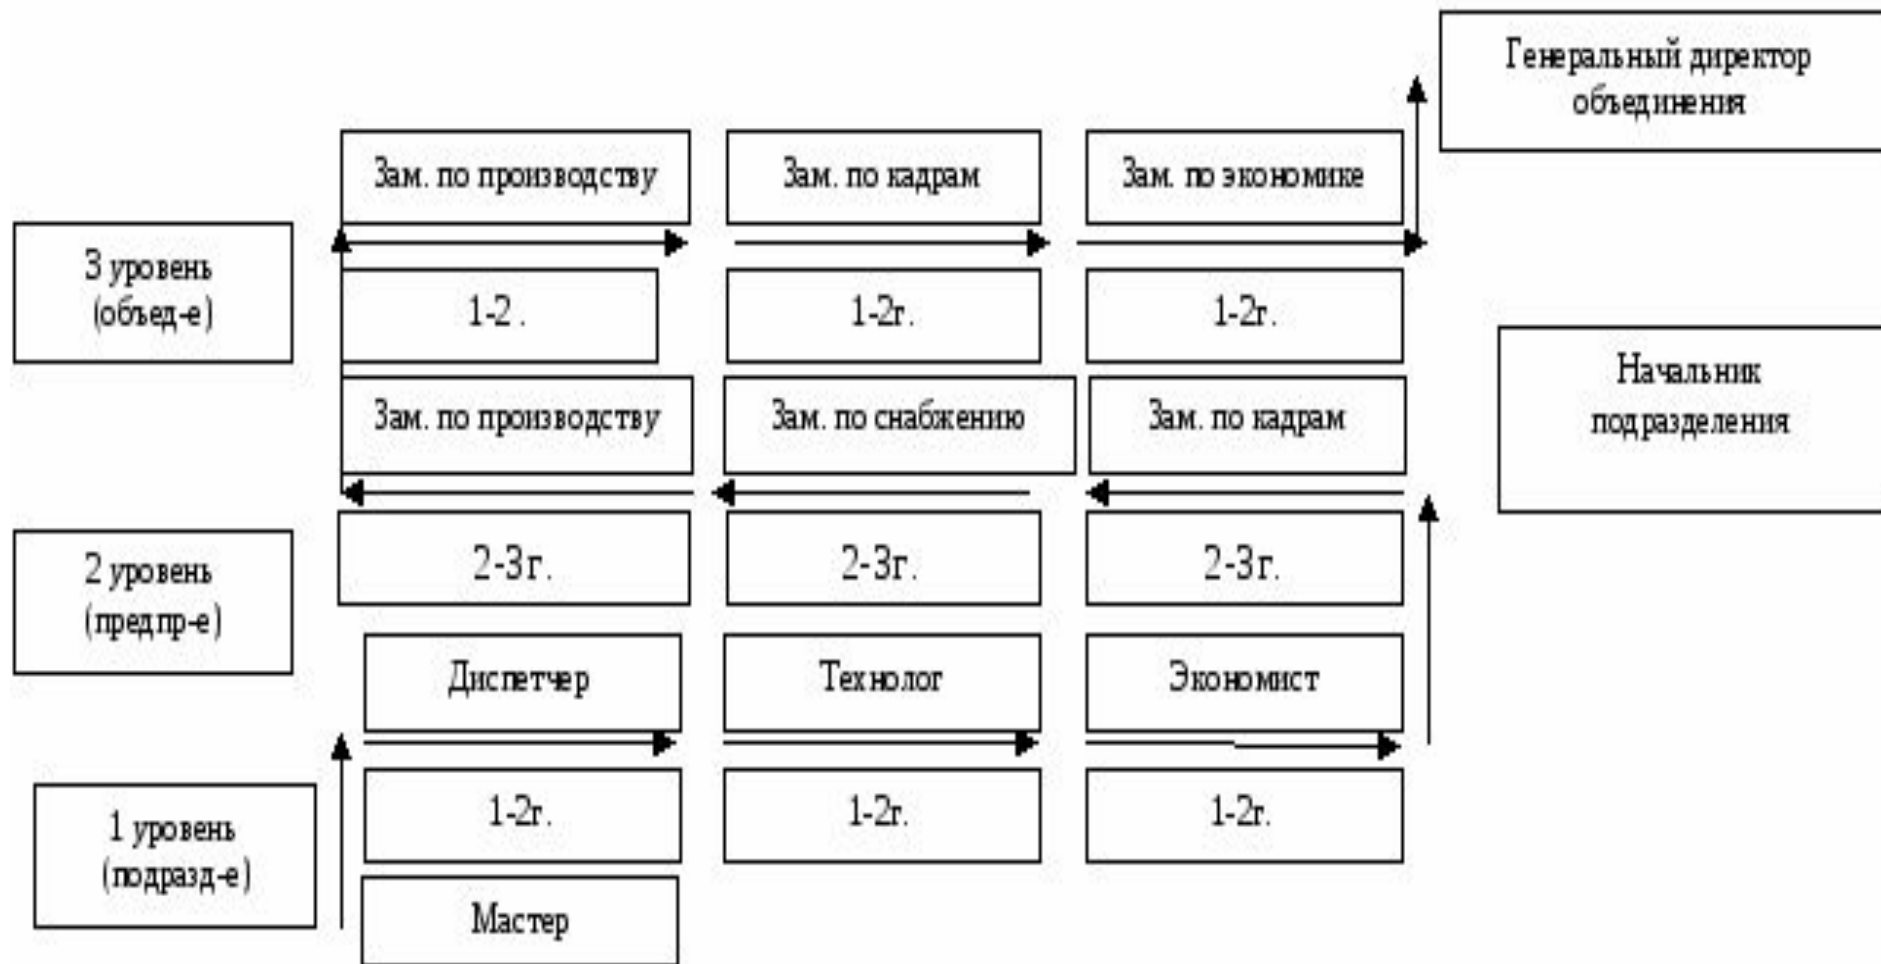 Генеральный директор
объединения
Зам. по производству
Зам. по кадрам
Зам. по экономике
3 уровень
(объед-е)
1-2 .
1-2г.
1-2г.
Начальник
подразделения
Зам. по производству
Зам. по снабжению
Зам. по кадрам
2 уровень
(предпр-е)
2-3г.
2-3г.
2-3г.
Диспетчер
Технолог
Экономист
1 уровень
(подразд-е)
1-2г.
1-2г.
1-2г.
Мастер